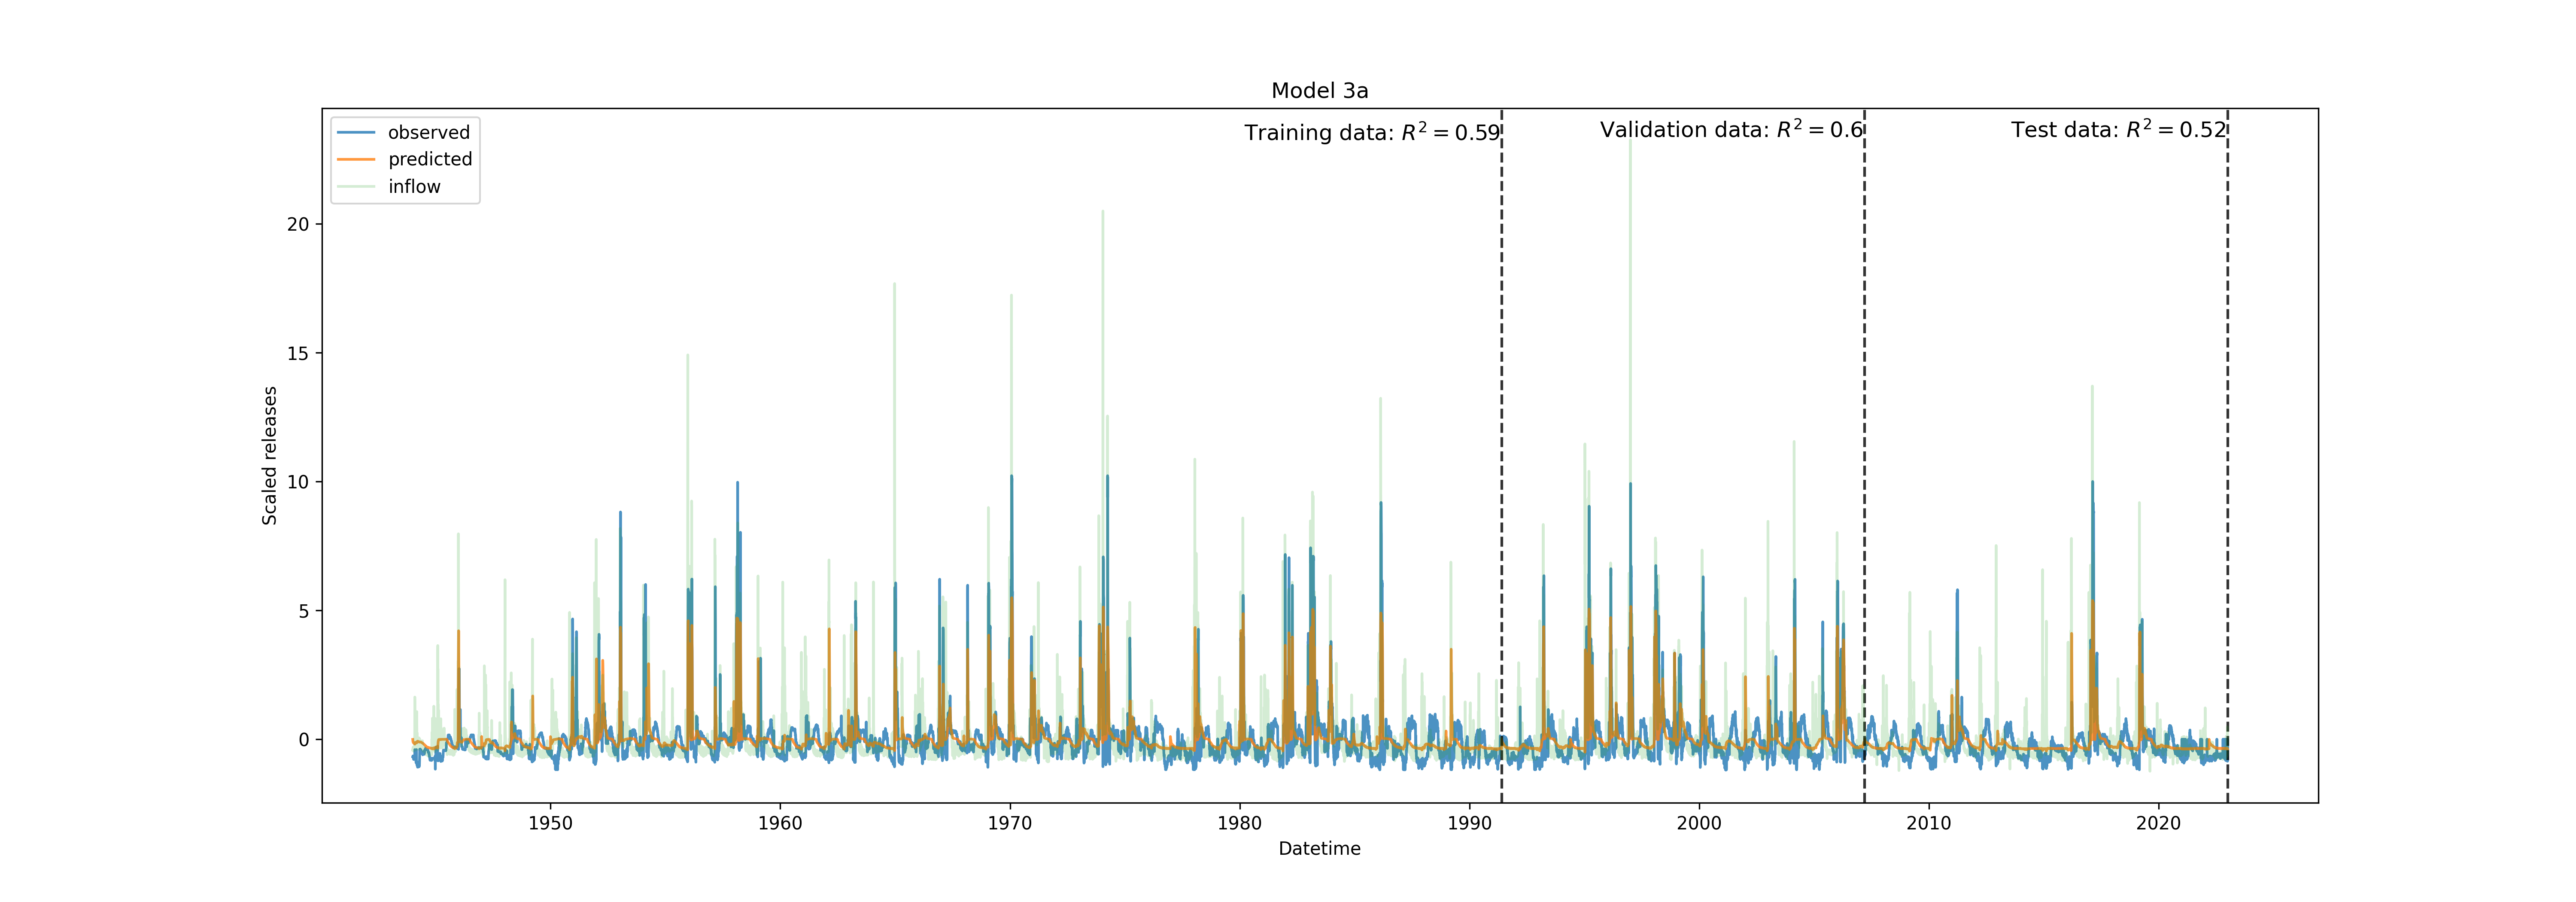 Model 3a
observed
predicted
inflow
Training data: R² = 0.59
Validation data: R² = 0.6
Test data: R² = 0.52
20
15
10
5
0
Scaled releases
1950 1960 1970 1980 1990 2000 2010 2020
Datetime